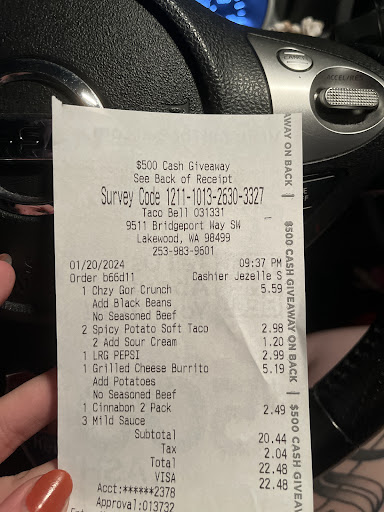 CANCEL
ACCEL/RES
$500 Cash Giveaway
See Back of Receipt
Survey Code 1211-1013-2630-3327
Taco Bell 031331
9511 Bridgeport Way SW
Lakewood, WA 98499
253-983-9601
01/20/2024 09:37 PM
Order b66d11 Cashier Jezelle S
1 Chzy Gor Crunch 5.59
Add Black Beans
No Seasoned Beef
2 Spicy Potato Soft Taco 2.98
2 Add Sour Cream 1.20
1 LRG PEPSI 2.99
1 Grilled Cheese Burrito 5.19
Add Potatoes
No Seasoned Beef
1 Cinnabon 2 Pack 2.49
3 Mild Sauce
Subtotal 20.44
Tax 2.04
Total 22.48
VISA 22.48
Acct:******2378
Approval:013732
AWAY ON BACK
$500 CASH GIVEAWAY ON BACK
$500 CASH GIVEAWAY